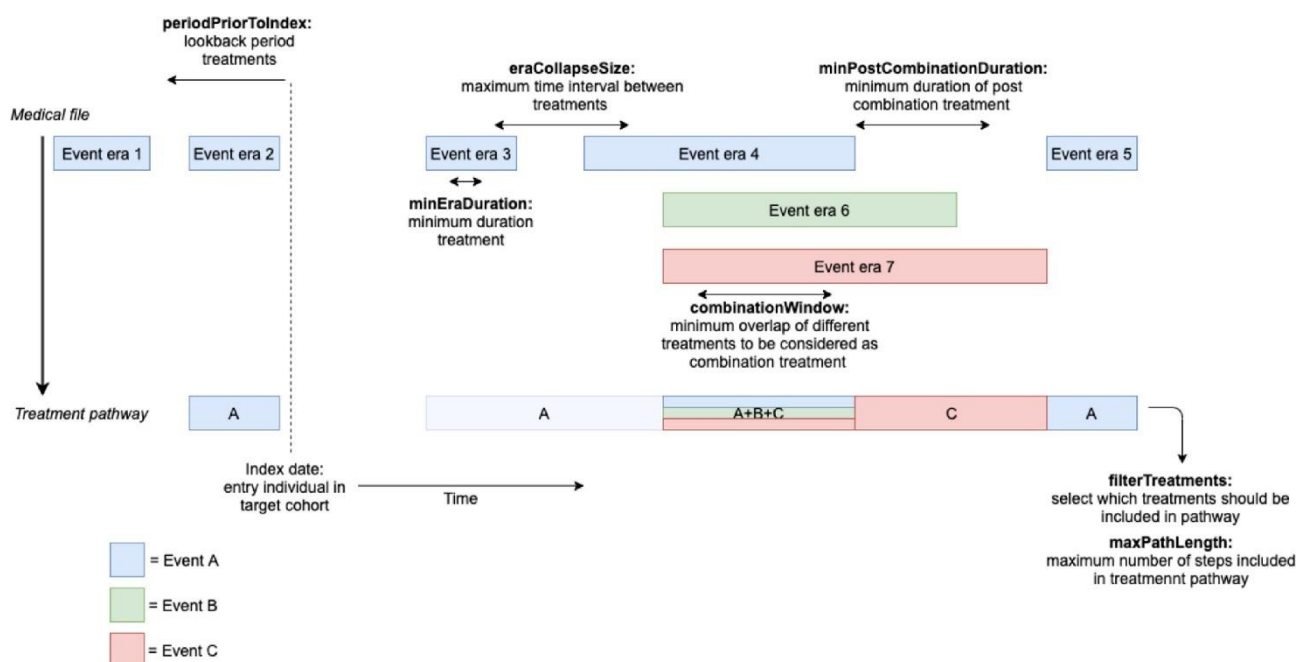 periodPriorToIndex:
lookback period
treatments
eraCollapseSize:
maximum time interval between
treatments
minPostCombinationDuration:
minimum duration of post
combination treatment
Medical file
Event era 1
Event era 2
Event era 3
Event era 4
Event era 5
minEraDuration:
minimum duration
treatment
Event era 6
Event era 7
combinationWindow:
minimum overlap of different
treatments to be considered as
combination treatment
Treatment pathway
A
A
A+B+C
C
A
Index date:
entry individual in
target cohort
Time
filterTreatments:
select which treatments should be
included in pathway
maxPathLength:
maximum number of steps included
in treatmennt pathway
= Event A
= Event B
= Event C